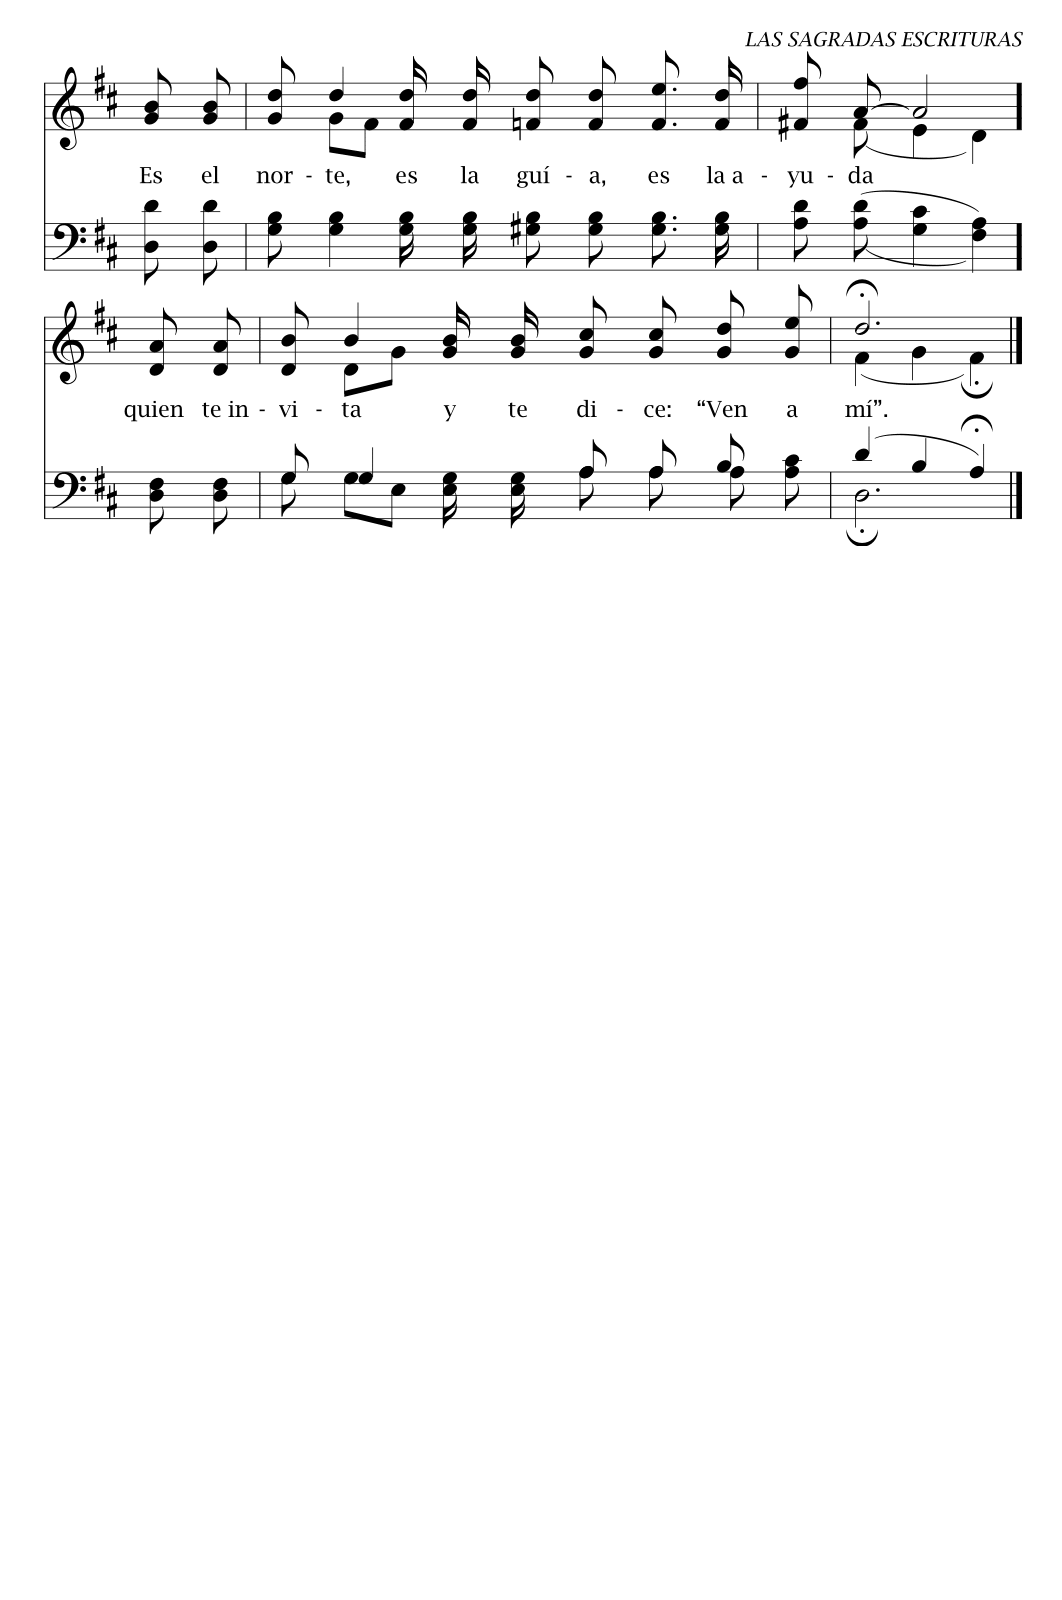 LAS SAGRADAS ESCRITURAS
Es el nor - te, es la guí - a, es la a - yu - da
quien te in - vi - ta y te di - ce: “Ven a mí”.